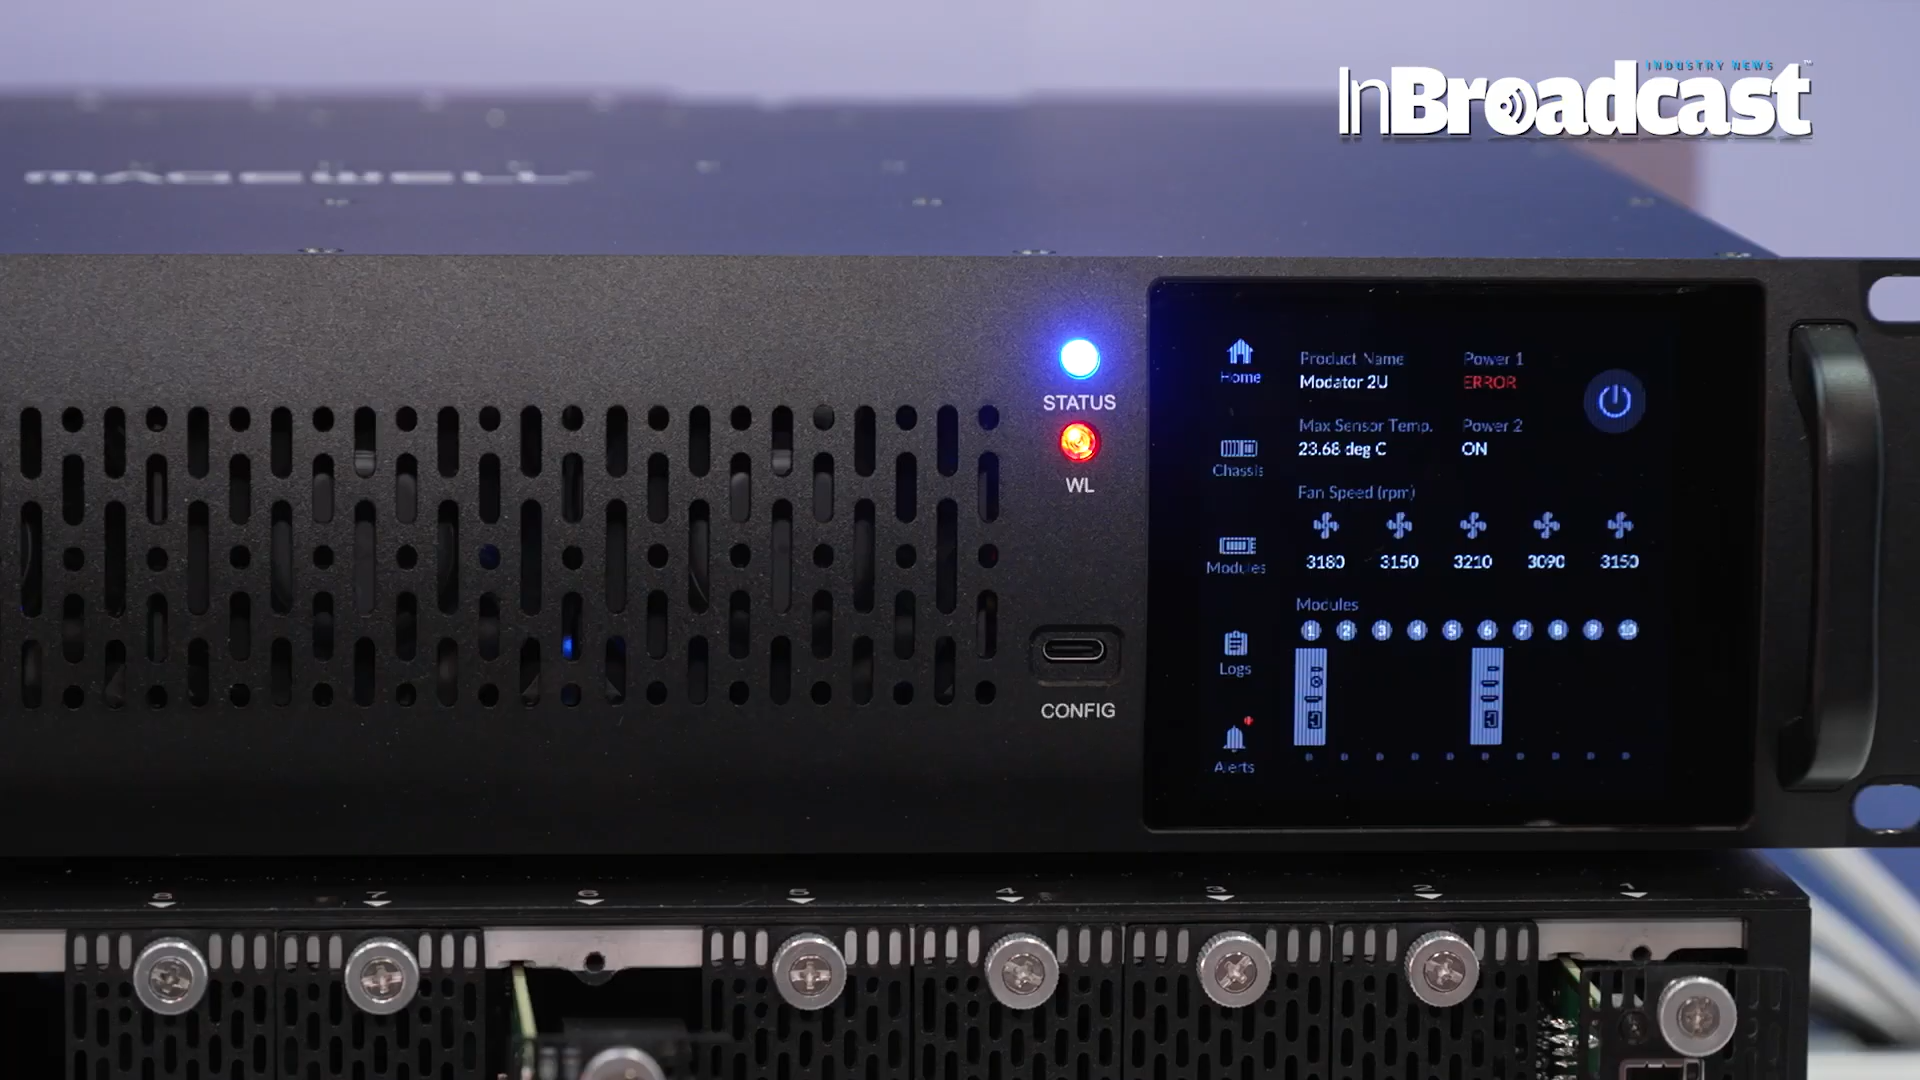 INDUSTRY NEWS
InBroadcast
MAGEWELL
STATUS
WL
CONFIG
Home
Chassis
Modules
Logs
Alerts
Product Name
Modator 2U
Power 1
ERROR
Max Sensor Temp.
23.68 deg C
Power 2
ON
Fan Speed (rpm)
3180 3150 3210 3090 3150
Modules
1 2 3 4 5 6 7 8 9 10
8 7 6 5 4 3 2 1